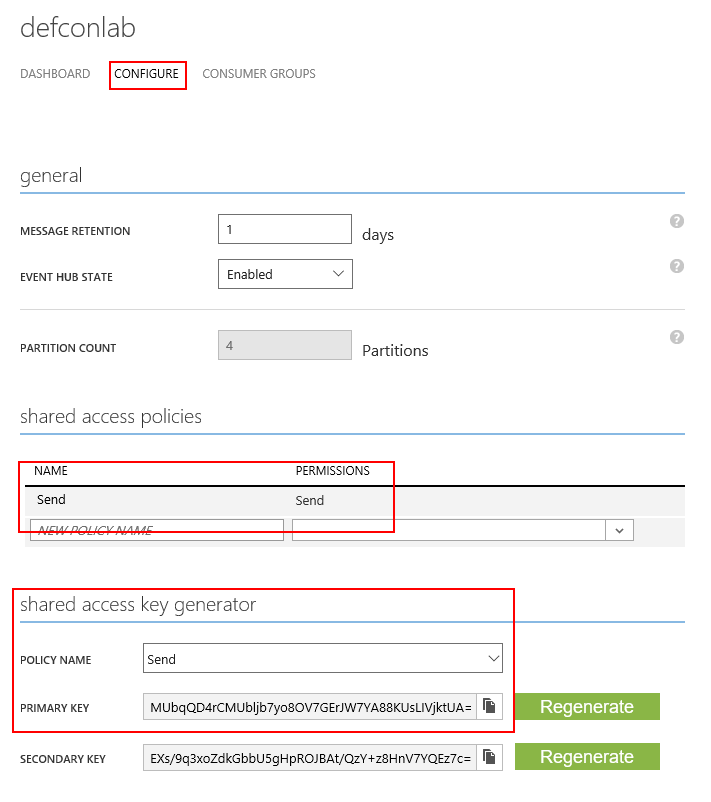 defconlab
DASHBOARD CONFIGURE CONSUMER GROUPS
general
MESSAGE RETENTION 1 days ?
EVENT HUB STATE Enabled ?
PARTITION COUNT 4 Partitions ?
shared access policies
NAME PERMISSIONS
Send Send
NEW POLICY NAME
shared access key generator
POLICY NAME Send
PRIMARY KEY MUbqQD4rCMUbljb7yo8OV7GErJW7YA88KUsLIVjktUA= Regenerate
SECONDARY KEY EXs/9q3xoZdkGbbU5gHpROJBAt/QzY+z8HnV7YQEz7c= Regenerate